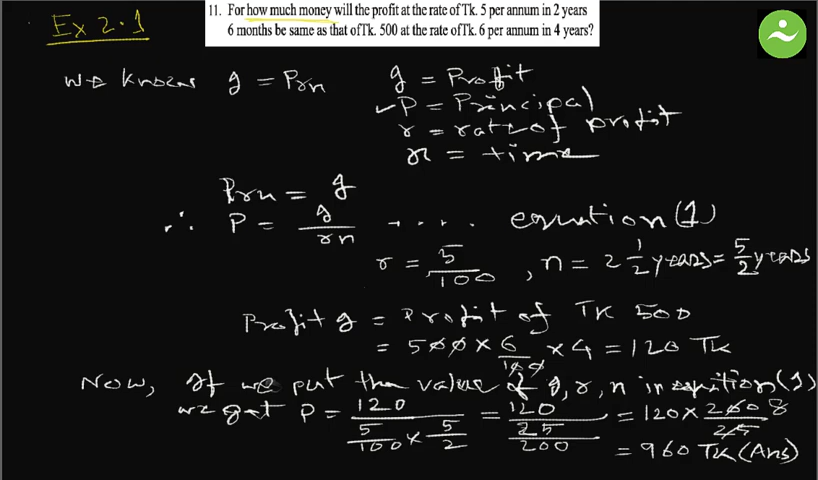 Ex 2.1
11. For how much money will the profit at the rate of Tk. 5 per annum in 2 years
6 months be same as that of Tk. 500 at the rate of Tk. 6 per annum in 4 years?
we know g = Prn
g = Profit
✓P = Principal
r = rate of profit
n = time
Prn = g
∴ P = g/rn ..... equation (1)
r = 5/100, n = 2 1/2 years = 5/2 years
Profit g = Profit of TK 500
= 500 × 6/100 × 4 = 120 TK
Now, If we put the value of g, r, n in eqution (1)
we get P = 120/(5/100 × 5/2) = 120/(25/200) = 120 × 200/25 8
= 960 TK (Ans)